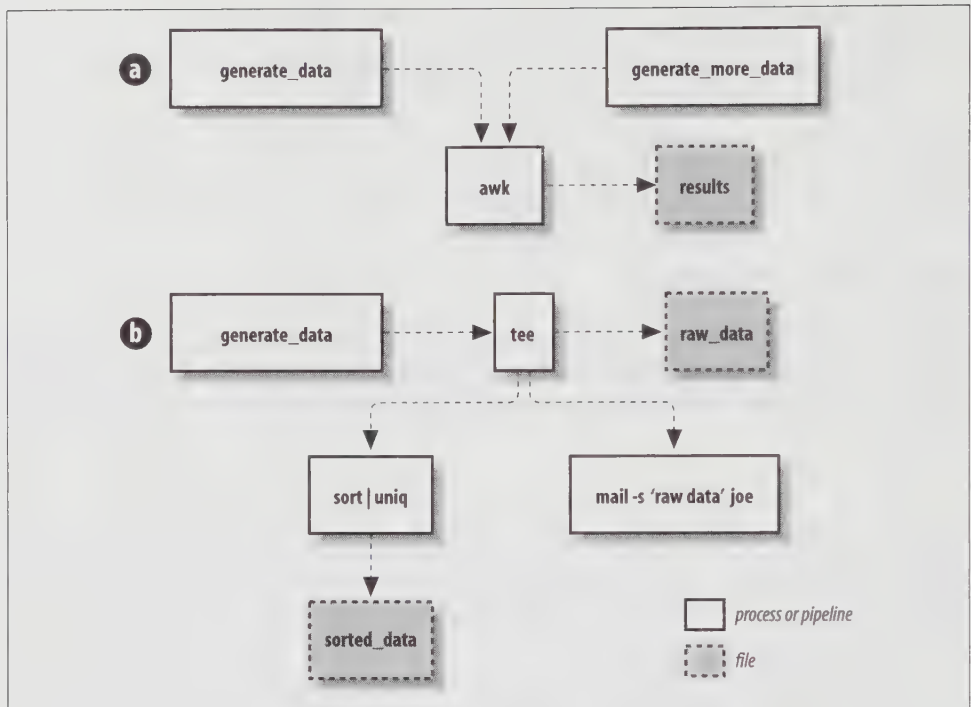 a
generate_data
generate_more_data
awk
results
b
generate_data
tee
raw_data
sort | uniq
mail -s ‘raw data’ joe
sorted_data
process or pipeline
file